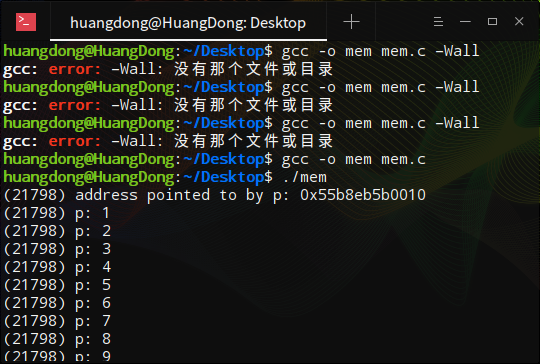 huangdong@HuangDong: Desktop
huangdong@HuangDong:~/Desktop$ gcc -o mem mem.c –Wall
gcc: error: –Wall: 没有那个文件或目录
huangdong@HuangDong:~/Desktop$ gcc -o mem mem.c –Wall
gcc: error: –Wall: 没有那个文件或目录
huangdong@HuangDong:~/Desktop$ gcc -o mem mem.c –Wall
gcc: error: –Wall: 没有那个文件或目录
huangdong@HuangDong:~/Desktop$ gcc -o mem mem.c
huangdong@HuangDong:~/Desktop$ ./mem
(21798) address pointed to by p: 0x55b8eb5b0010
(21798) p: 1
(21798) p: 2
(21798) p: 3
(21798) p: 4
(21798) p: 5
(21798) p: 6
(21798) p: 7
(21798) p: 8
(21798) p: 9